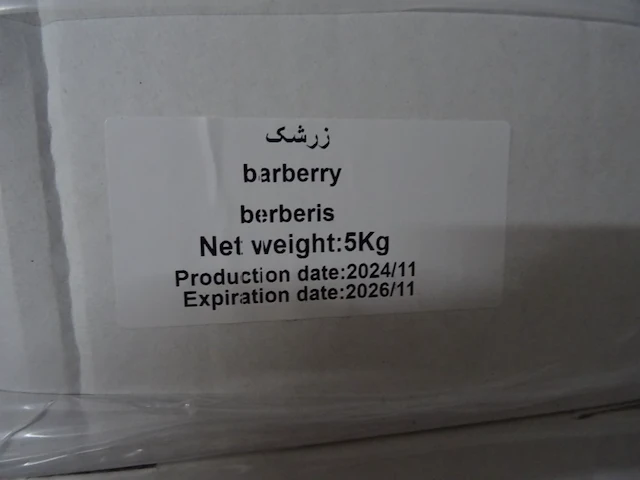 زرشک
barberry
berberis
Net weight:5Kg
Production date:2024/11
Expiration date:2026/11